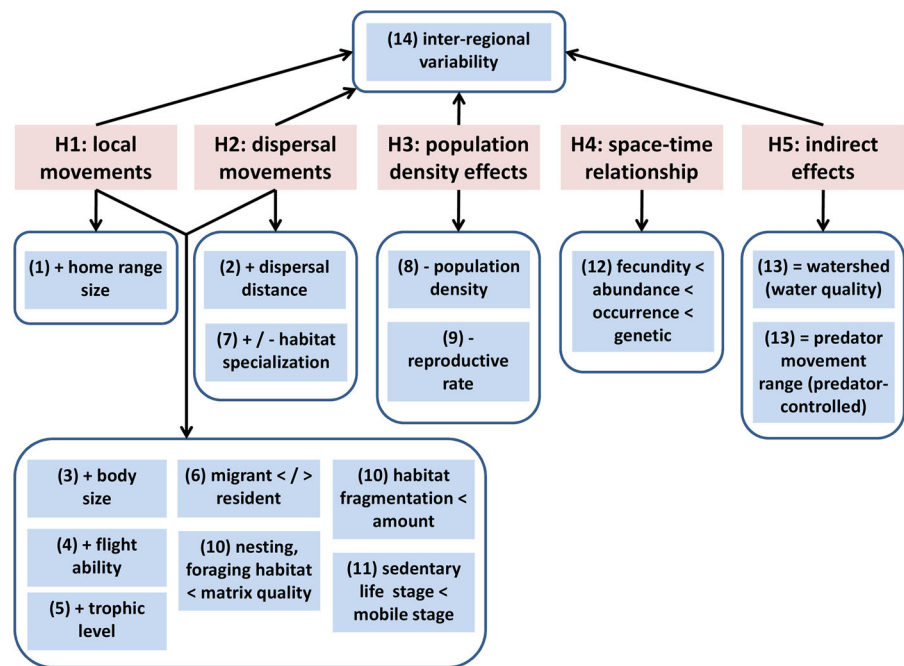 (14) inter-regional
variability
H1: local
movements
H2: dispersal
movements
H3: population
density effects
H4: space-time
relationship
H5: indirect
effects
(1) + home range
size
(2) + dispersal
distance
(7) + / - habitat
specialization
(8) - population
density
(9) -
reproductive
rate
(12) fecundity <
abundance <
occurrence <
genetic
(13) = watershed
(water quality)
(13) = predator
movement
range (predator-
controlled)
(3) + body
size
(4) + flight
ability
(5) + trophic
level
(6) migrant < / >
resident
(10) nesting,
foraging habitat
< matrix quality
(10) habitat
fragmentation <
amount
(11) sedentary
life stage <
mobile stage